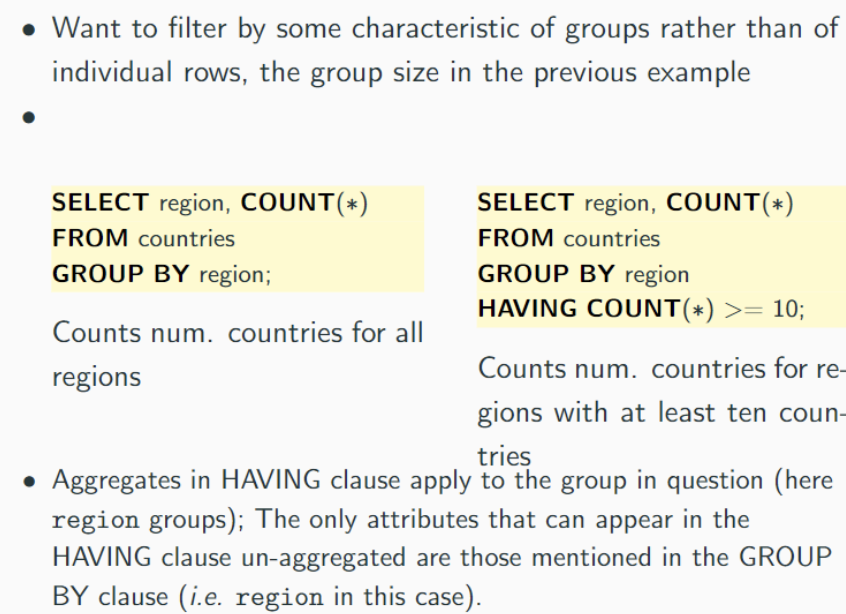 • Want to filter by some characteristic of groups rather than of
individual rows, the group size in the previous example
•
SELECT region, COUNT(*)
FROM countries
GROUP BY region;
Counts num. countries for all
regions
SELECT region, COUNT(*)
FROM countries
GROUP BY region
HAVING COUNT(*) >= 10;
Counts num. countries for re-
gions with at least ten coun-
tries
• Aggregates in HAVING clause apply to the group in question (here
region groups); The only attributes that can appear in the
HAVING clause un-aggregated are those mentioned in the GROUP
BY clause (i.e. region in this case).